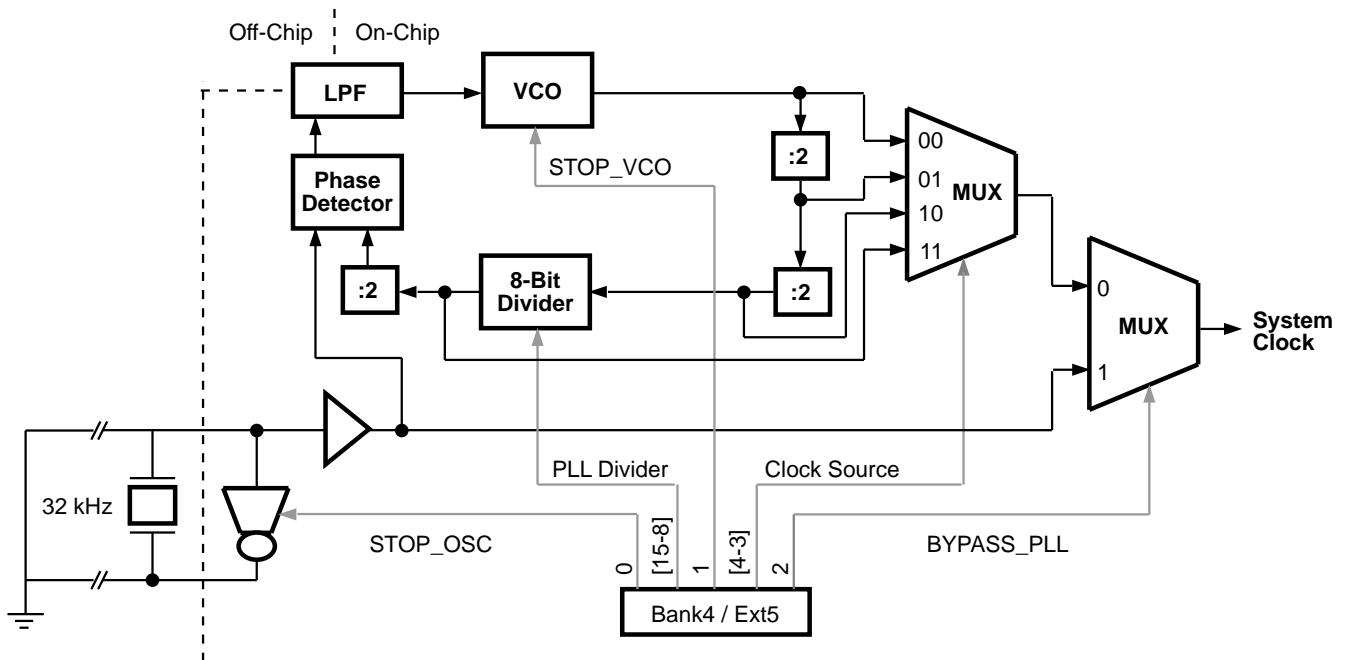 Off-Chip
On-Chip
LPF
VCO
:2
00
01
10
11
MUX
STOP_VCO
Phase
Detector
:2
8-Bit
Divider
:2
0
1
MUX
System
Clock
PLL Divider
Clock Source
32 kHz
STOP_OSC
BYPASS_PLL
0
[15-8]
1
[4-3]
2
Bank4 / Ext5